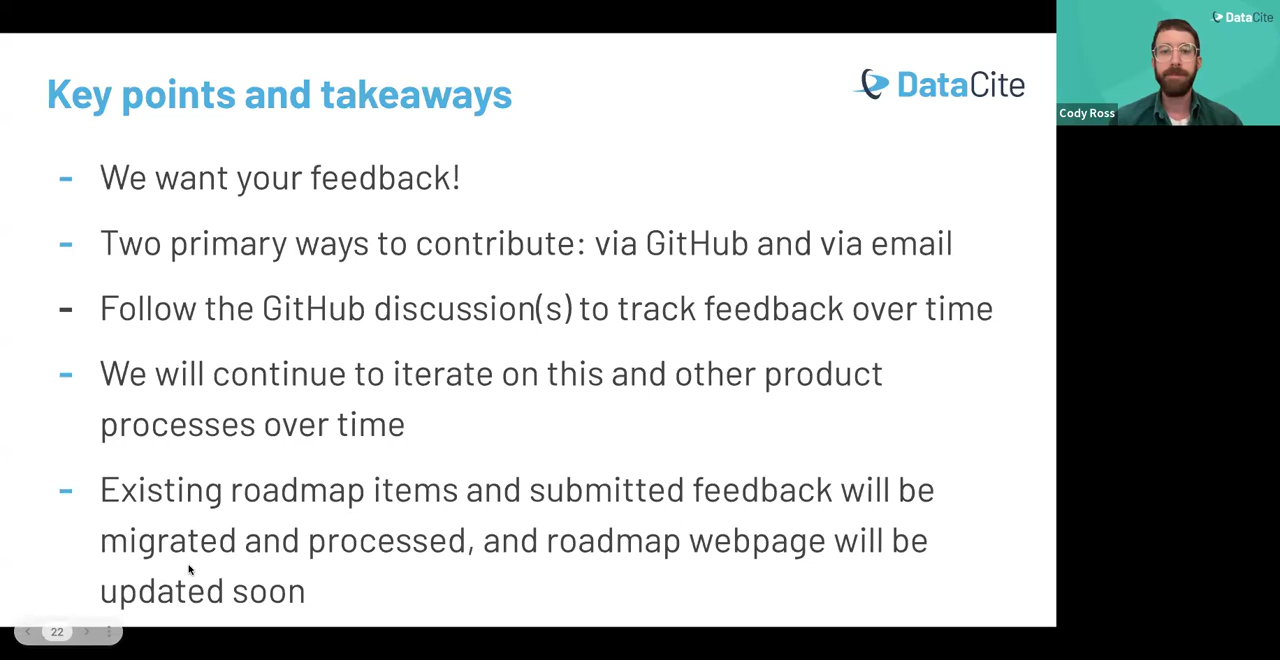 Key points and takeaways
DataCite
- We want your feedback!
- Two primary ways to contribute: via GitHub and via email
- Follow the GitHub discussion(s) to track feedback over time
- We will continue to iterate on this and other product
processes over time
- Existing roadmap items and submitted feedback will be
migrated and processed, and roadmap webpage will be
updated soon
22
DataCite
Cody Ross